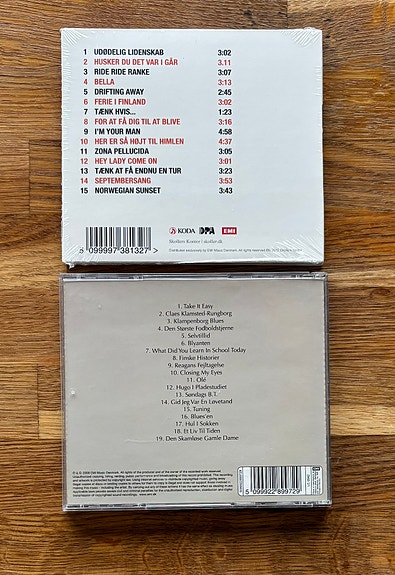 1 UDØDELIG LIDENSKAB 3:02
2 HUSKER DU DET VAR I GÅR 3.11
3 RIDE RIDE RANKE 3:07
4 BELLA 3:13
5 DRIFTING AWAY 2:45
6 FERIE I FINLAND 3:02
7 TÆNK HVIS... 1:23
8 FOR AT FÅ DIG TIL AT BLIVE 3:16
9 I'M YOUR MAN 4:58
10 HER ER SÅ HØJT TIL HIMLEN 4:37
11 ZONA PELLUCIDA 3:05
12 HEY LADY COME ON 3:01
13 TÆNK AT FÅ ENDNU EN TUR 3:23
14 SEPTEMBERSANG 3:53
15 NORWEGIAN SUNSET 3:43
KODA DPA EMI
8 099997 381327 >
1. Take It Easy
2. Claes Klamsted-Rungborg
3. Klampenborg Blues
4. Den Største Fodboldstjerne
5. Selvtillid
6. Blyanten
7. What Did You Learn In School Today
8. Finske Historier
9. Reagans Fejltagelse
10. Closing My Eyes
11. Olé
12. Hugo I Pladestudiet
13. Søndags B.T.
14. Gid Jeg Var En Løvetand
15. Tuning
16. Blues'en
17. Hul I Sokken
18. Et Liv Til Tiden
19. Den Skamløse Gamle Dame
5 099922 899729 >